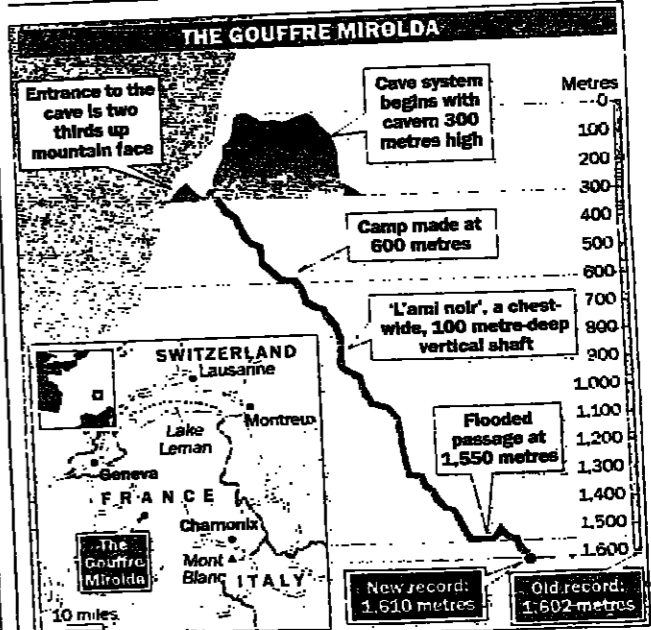 THE GOUFFRE MIROLDA
Entrance to the
cave is two
thirds up
mountain face
Cave system
begins with
cavern 300
metres high
Metres
0
100
200
300
400
500
600
700
800
900
1.000
1.100
1,200
1,300
1,400
1,500
1.600
Camp made at
600 metres
'L'ami noir', a chest-
wide, 100 metre-deep
vertical shaft
Flooded
passage at
1,550 metres
New record:
1,610 metres
Old record:
1,602 metres
SWITZERLAND
Lausanne
Montreux
Lake
Leman
Geneva
FRANCE
Chamonix
The
Gouffre
Mirolda
Mont
Blanc
ITALY
10 miles